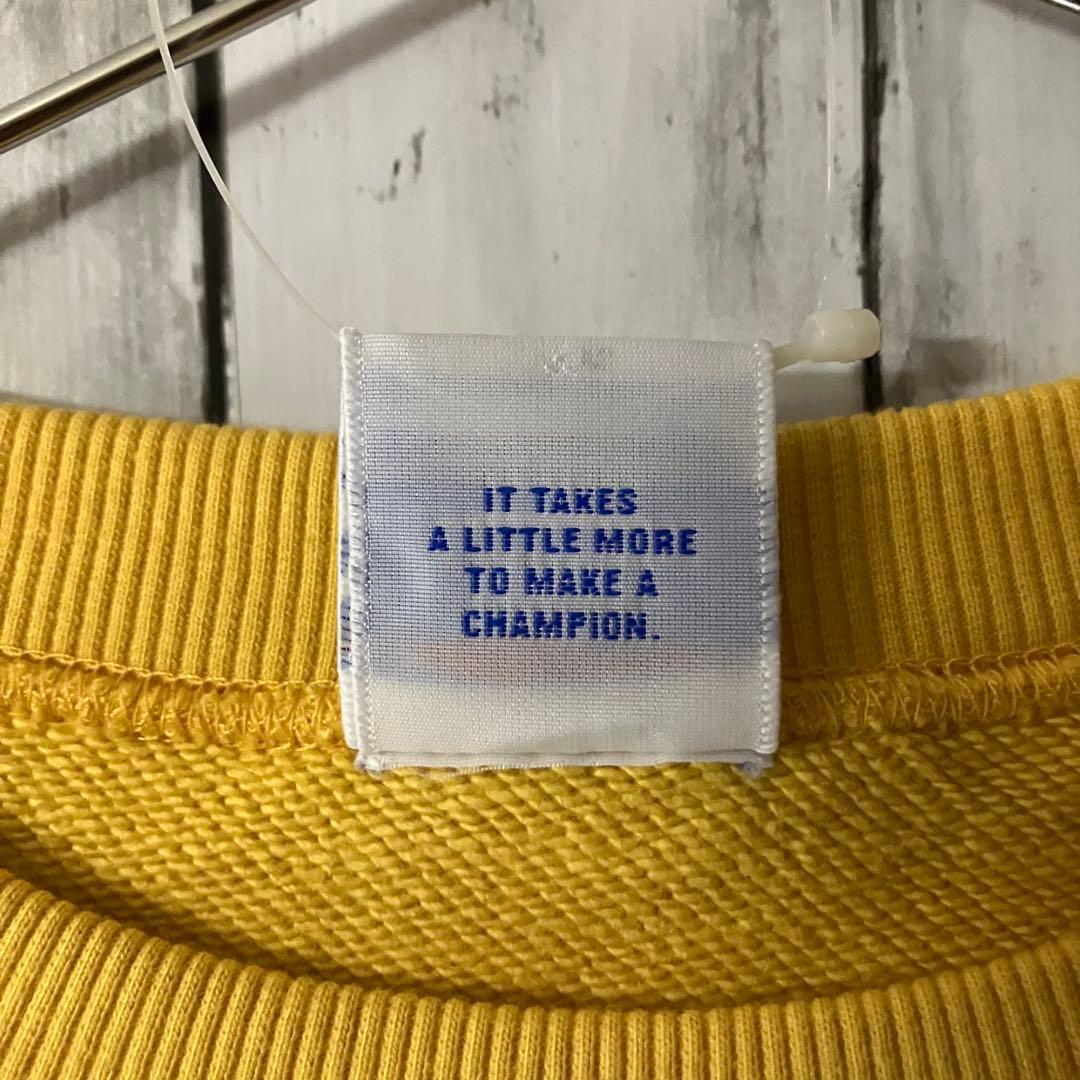 IT TAKES
A LITTLE MORE
TO MAKE A
CHAMPION.